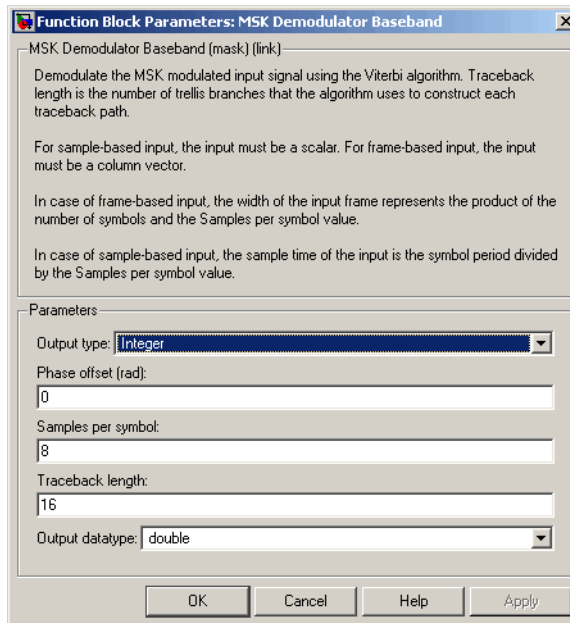 Function Block Parameters: MSK Demodulator Baseband
MSK Demodulator Baseband (mask) (link)
Demodulate the MSK modulated input signal using the Viterbi algorithm. Traceback
length is the number of trellis branches that the algorithm uses to construct each
traceback path.
For sample-based input, the input must be a scalar. For frame-based input, the input
must be a column vector.
In case of frame-based input, the width of the input frame represents the product of the
number of symbols and the Samples per symbol value.
In case of sample-based input, the sample time of the input is the symbol period divided
by the Samples per symbol value.
Parameters
Output type: Integer
Phase offset (rad):
0
Samples per symbol:
8
Traceback length:
16
Output datatype: double
OK Cancel Help Apply